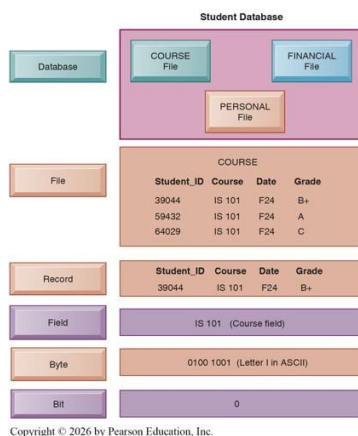 Student Database
Database
COURSE
File
FINANCIAL
File
PERSONAL
File
File
COURSE
Student_ID Course Date Grade
39044 IS 101 F24 B+
59432 IS 101 F24 A
64029 IS 101 F24 C
Record
Student_ID Course Date Grade
39044 IS 101 F24 B+
Field
IS 101 (Course field)
Byte
0100 1001 (Letter I in ASCII)
Bit
0
Copyright © 2026 by Pearson Education, Inc.